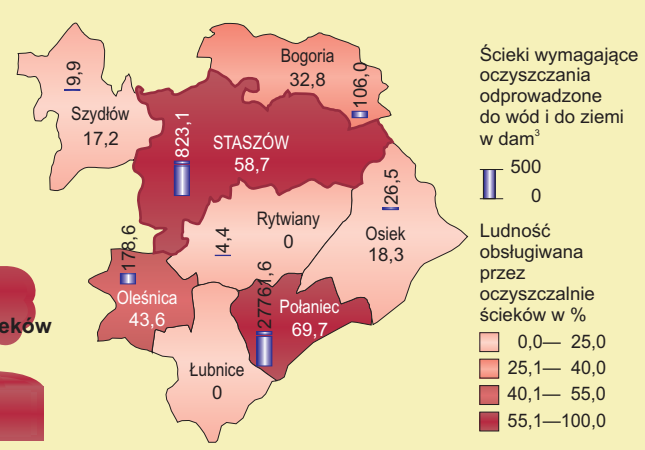 Bogoria
32,8
106,0
9,9
Szydłów
17,2
823,1
STASZÓW
58,7
26,5
Osiek
18,3
Rytwiany
0
4,4
178,6
Oleśnica
43,6
27761,6
Połaniec
69,7
Łubnice
0
eków
Ścieki wymagające
oczyszczania
odprowadzone
do wód i do ziemi
w dam³
500
0
Ludność
obsługiwana
przez
oczyszczalnie
ścieków w %
0,0— 25,0
25,1— 40,0
40,1— 55,0
55,1—100,0